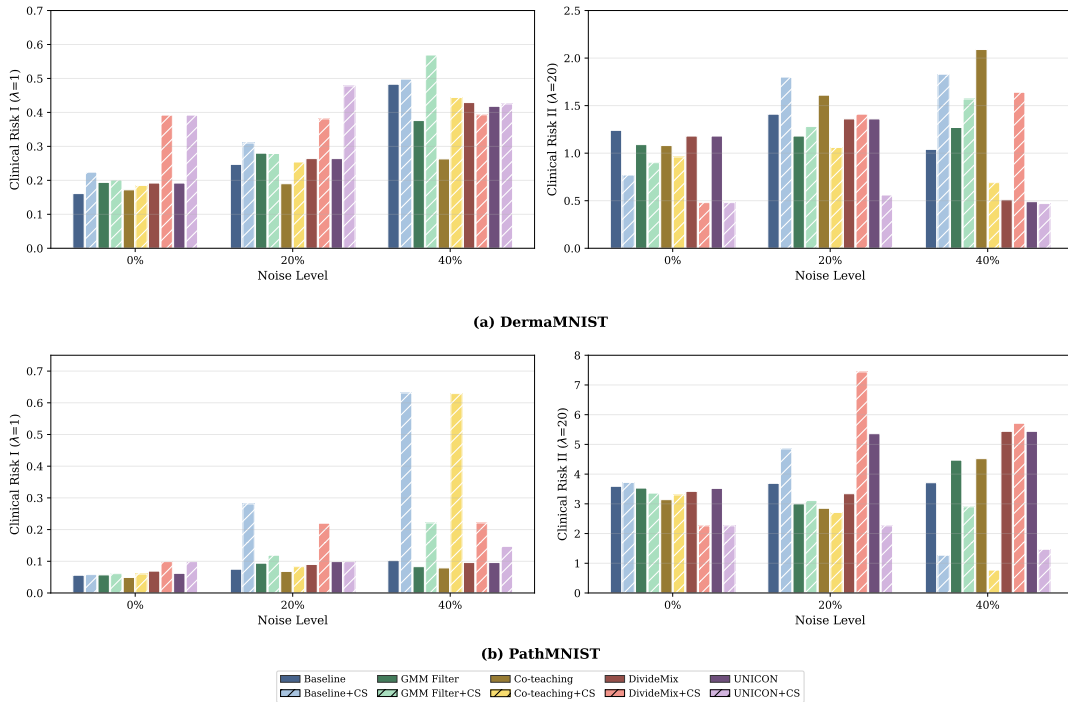 0.7
0.6
0.5
0.4
0.3
0.2
0.1
0.0
Clinical Risk I (λ=1)
0% 20% 40%
Noise Level
2.5
2.0
1.5
1.0
0.5
0.0
Clinical Risk II (λ=20)
0% 20% 40%
Noise Level
(a) DermaMNIST
0.7
0.6
0.5
0.4
0.3
0.2
0.1
0.0
Clinical Risk I (λ=1)
0% 20% 40%
Noise Level
8
7
6
5
4
3
2
1
0
Clinical Risk II (λ=20)
0% 20% 40%
Noise Level
(b) PathMNIST
Baseline GMM Filter Co-teaching DivideMix UNICON
Baseline+CS GMM Filter+CS Co-teaching+CS DivideMix+CS UNICON+CS